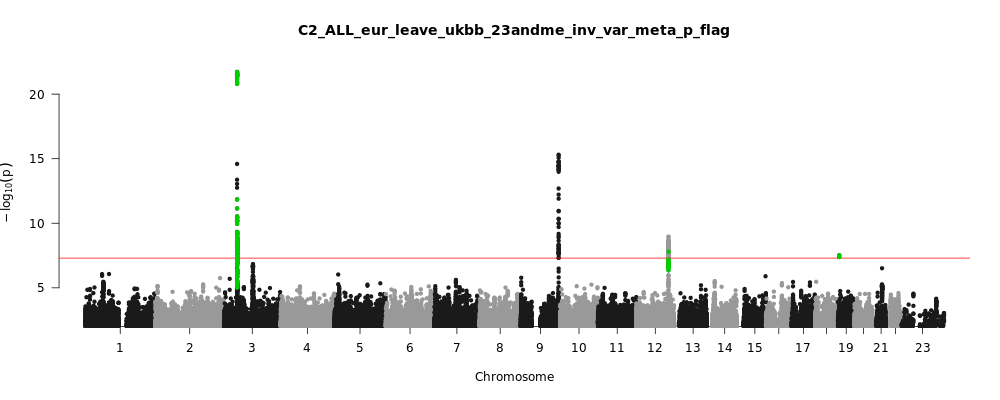 C2_ALL_eur_leave_ukbb_23andme_inv_var_meta_p_flag
20
15
10
5
−log10(p)
1 2 3 4 5 6 7 8 9 10 11 12 13 14 15 17 19 21 23
Chromosome